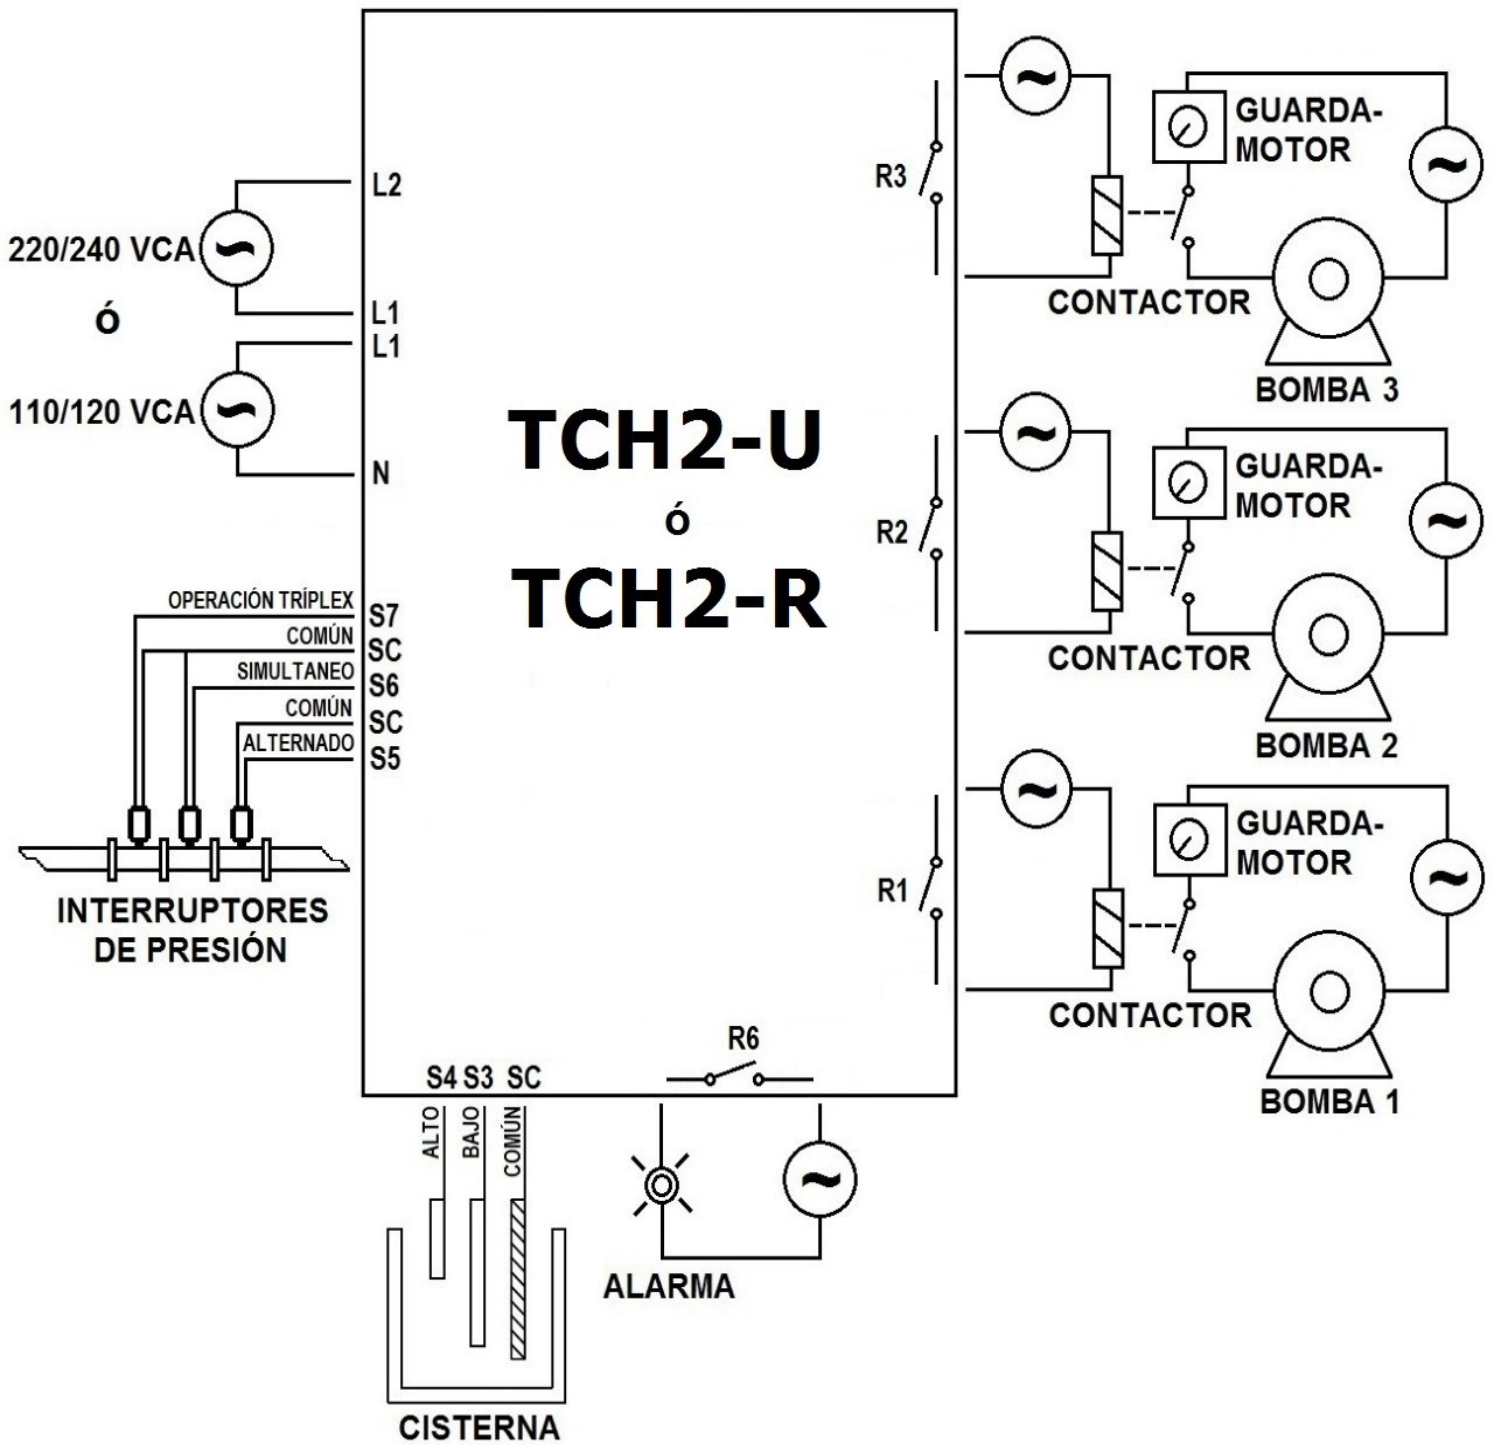 L2
220/240 VCA
ó
L1
L1
110/120 VCA
N
TCH2-U
ó
TCH2-R
OPERACIÓN TRÍPLEX
S7
COMÚN
SC
SIMULTANEO
S6
COMÚN
SC
ALTERNADO
S5
INTERRUPTORES
DE PRESIÓN
R3
GUARDA-
MOTOR
CONTACTOR
BOMBA 3
R2
GUARDA-
MOTOR
CONTACTOR
BOMBA 2
R1
GUARDA-
MOTOR
CONTACTOR
BOMBA 1
R6
S4 S3 SC
ALTO
BAJO
COMÚN
ALARMA
CISTERNA